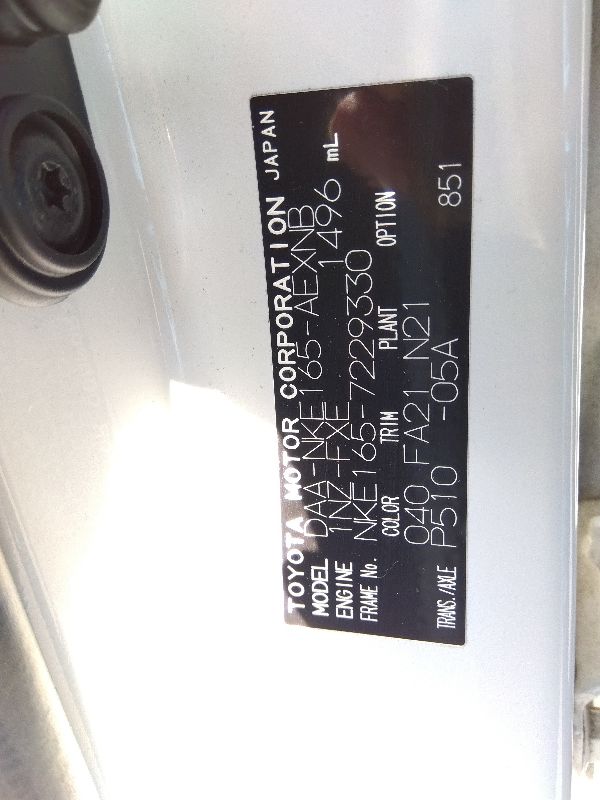 TOYOTA MOTOR CORPORATION JAPAN
MODEL DAA-NKE165-AEXNB
ENGINE 1NZ-FXE 1496 mL
FRAME No. NKE165-7229330
COLOR TRIM PLANT OPTION
040 FA21 N21
TRANS./AXLE P510 -05A 851